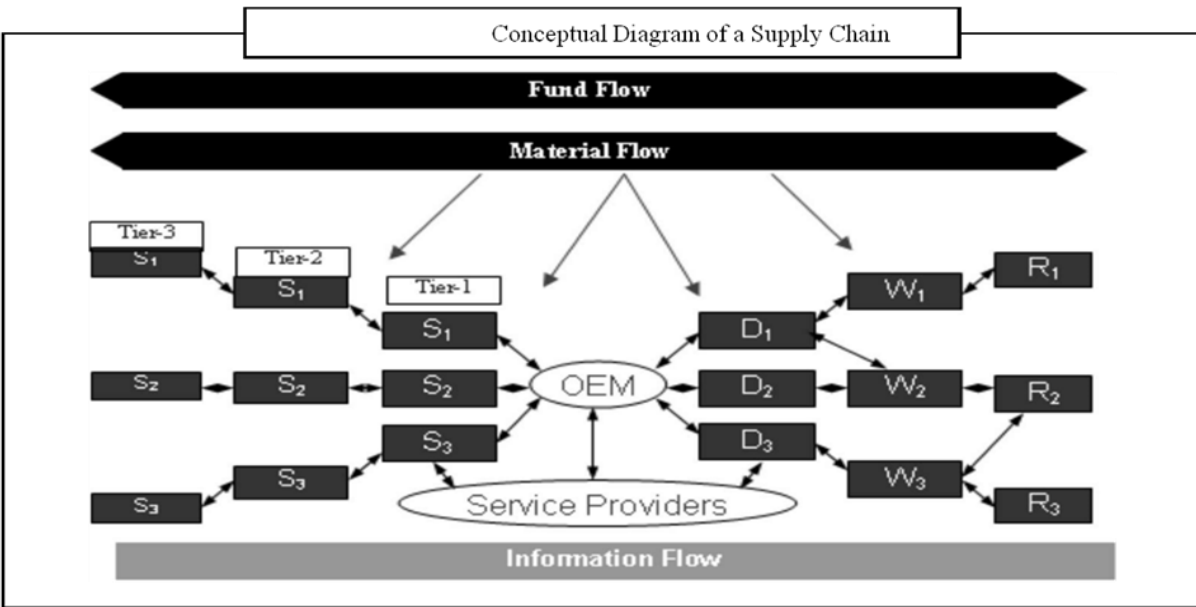 Conceptual Diagram of a Supply Chain
Fund Flow
Material Flow
Tier-3
S₁
Tier-2
S₁
Tier-1
S₁
D₁
W₁
R₁
S₂
S₂
S₂
OEM
D₂
W₂
R₂
S₃
S₃
S₃
D₃
W₃
R₃
Service Providers
Information Flow